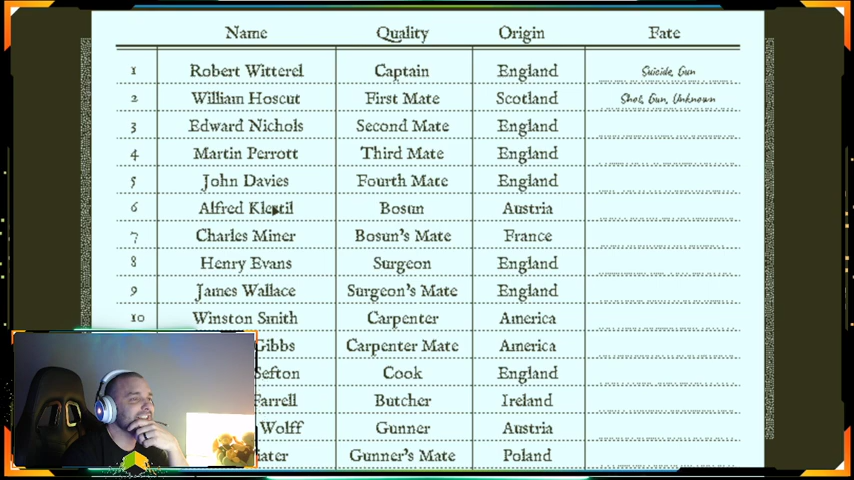 Name Quality Origin Fate
1 Robert Witterel Captain England Suicide, Gun
2 William Hoscut First Mate Scotland Shot, Gun, Unknown
3 Edward Nichols Second Mate England
4 Martin Perrott Third Mate England
5 John Davies Fourth Mate England
6 Alfred Klestil Bosun Austria
7 Charles Miner Bosun's Mate France
8 Henry Evans Surgeon England
9 James Wallace Surgeon's Mate England
10 Winston Smith Carpenter America
Gibbs Carpenter Mate America
Sefton Cook England
Farrell Butcher Ireland
Wolff Gunner Austria
Gunner's Mate Poland